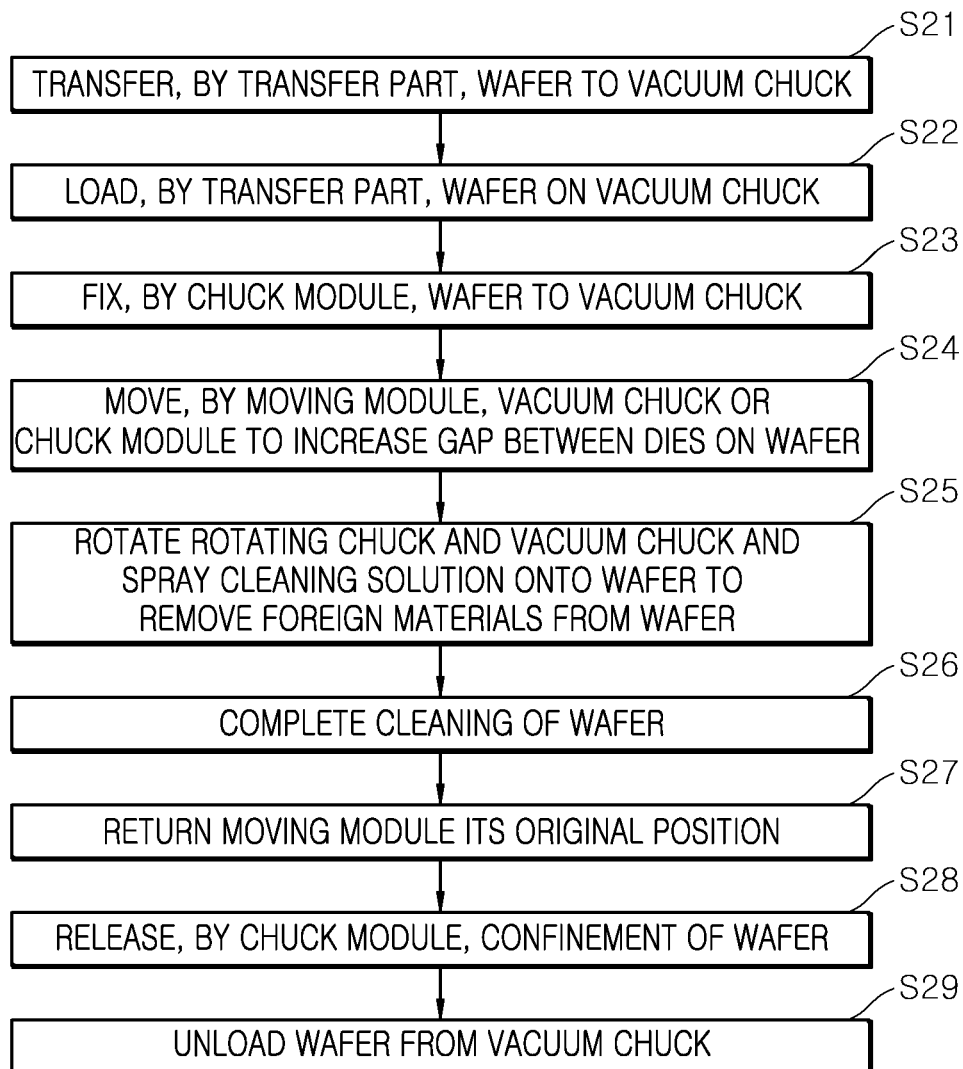 S21
TRANSFER, BY TRANSFER PART, WAFER TO VACUUM CHUCK
S22
LOAD, BY TRANSFER PART, WAFER ON VACUUM CHUCK
S23
FIX, BY CHUCK MODULE, WAFER TO VACUUM CHUCK
S24
MOVE, BY MOVING MODULE, VACUUM CHUCK OR
CHUCK MODULE TO INCREASE GAP BETWEEN DIES ON WAFER
S25
ROTATE ROTATING CHUCK AND VACUUM CHUCK AND
SPRAY CLEANING SOLUTION ONTO WAFER TO
REMOVE FOREIGN MATERIALS FROM WAFER
S26
COMPLETE CLEANING OF WAFER
S27
RETURN MOVING MODULE ITS ORIGINAL POSITION
S28
RELEASE, BY CHUCK MODULE, CONFINEMENT OF WAFER
S29
UNLOAD WAFER FROM VACUUM CHUCK